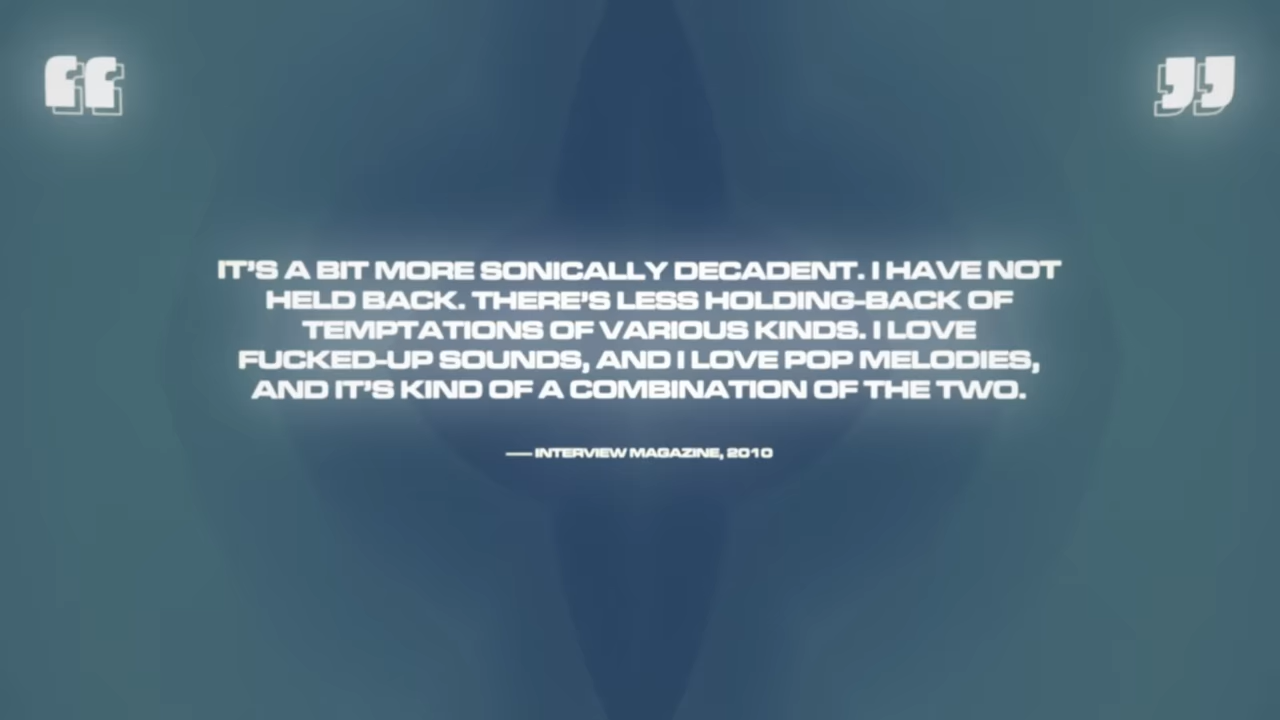 “ ”
IT’S A BIT MORE SONICALLY DECADENT. I HAVE NOT
HELD BACK. THERE’S LESS HOLDING-BACK OF
TEMPTATIONS OF VARIOUS KINDS. I LOVE
FUCKED-UP SOUNDS, AND I LOVE POP MELODIES,
AND IT’S KIND OF A COMBINATION OF THE TWO.
—— INTERVIEW MAGAZINE, 2010